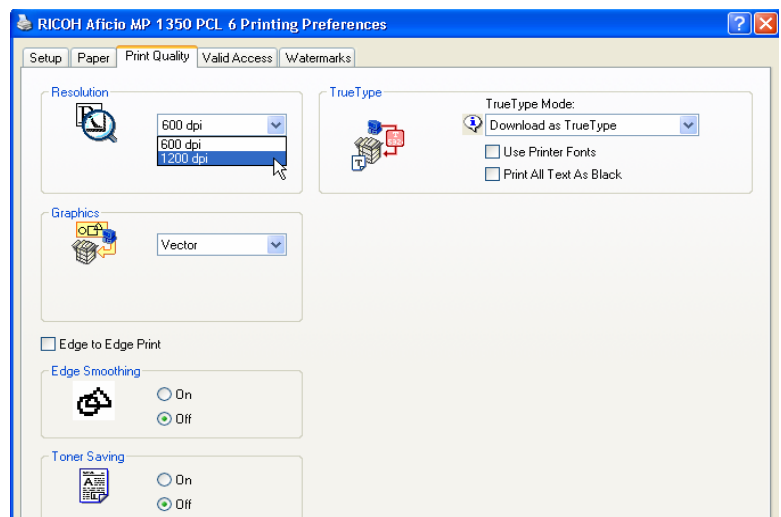 RICOH Aficio MP 1350 PCL 6 Printing Preferences
Setup Paper Print Quality Valid Access Watermarks
Resolution
600 dpi
600 dpi
1200 dpi
TrueType
TrueType Mode:
Download as TrueType
Use Printer Fonts
Print All Text As Black
Graphics
Vector
Edge to Edge Print
Edge Smoothing
On
Off
Toner Saving
On
Off